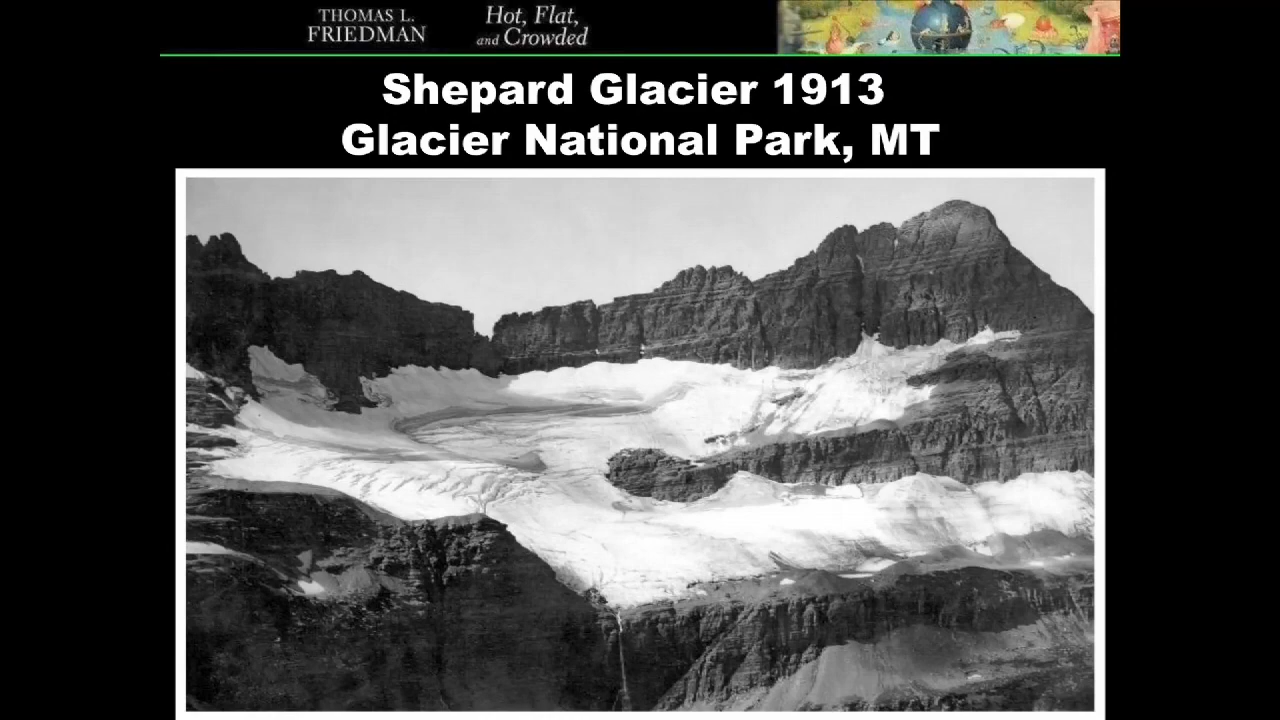 THOMAS L.
FRIEDMAN
Hot, Flat,
and Crowded
Shepard Glacier 1913
Glacier National Park, MT